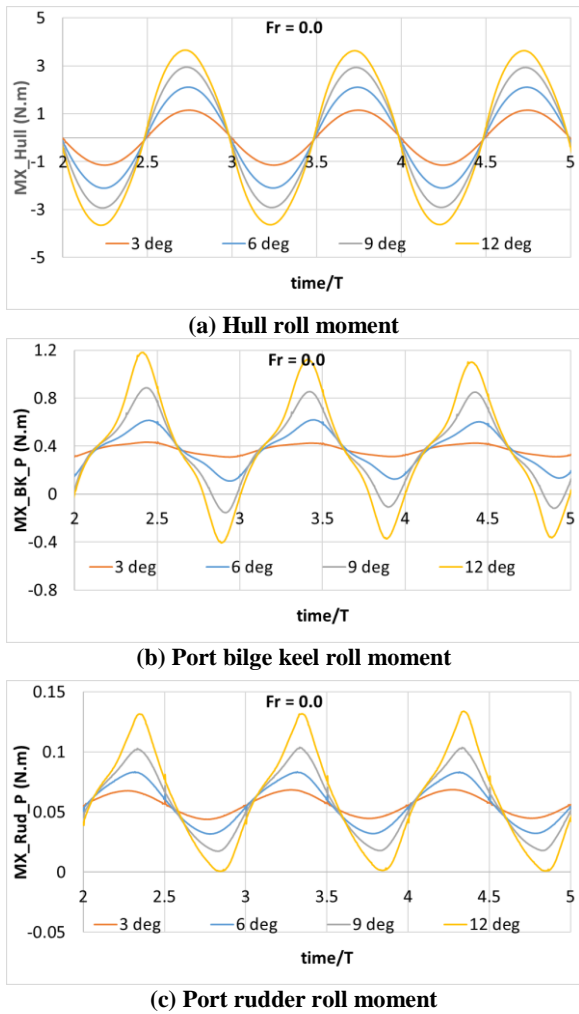 Fr = 0.0
MX_Hull (N.m)
5
3
1
-1
-3
-5
2 2.5 3 3.5 4 4.5 5
3 deg 6 deg 9 deg 12 deg
time/T
(a) Hull roll moment
Fr = 0.0
MX_BK_P (N.m)
1.2
0.8
0.4
0
-0.4
-0.8
2 2.5 3 3.5 4 4.5 5
3 deg 6 deg 9 deg 12 deg
time/T
(b) Port bilge keel roll moment
Fr = 0.0
MX_Rud_P (N.m)
0.15
0.1
0.05
0
-0.05
2 2.5 3 3.5 4 4.5 5
3 deg 6 deg 9 deg 12 deg
time/T
(c) Port rudder roll moment